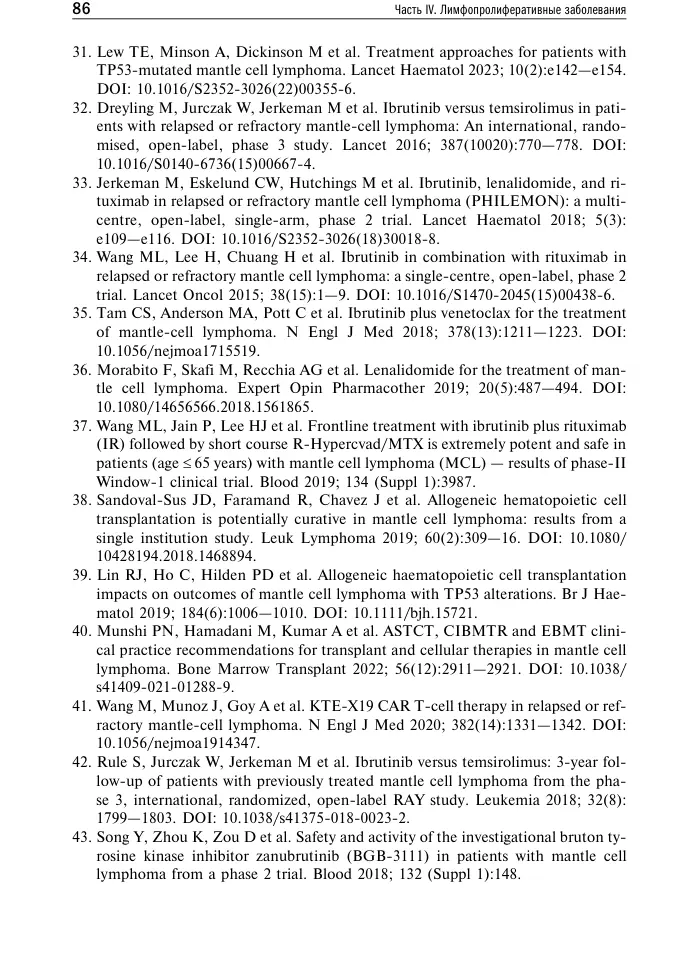 86
Часть IV. Лимфопролиферативные заболевания
31. Lew TE, Minson A, Dickinson M et al. Treatment approaches for patients with
TP53-mutated mantle cell lymphoma. Lancet Haematol 2023; 10(2):e142—e154.
DOI: 10.1016/S2352-3026(22)00355-6.
32. Dreyling M, Jurczak W, Jerkeman M et al. Ibrutinib versus temsirolimus in pati-
ents with relapsed or refractory mantle-cell lymphoma: An international, rando-
mised, open-label, phase 3 study. Lancet 2016; 387(10020):770—778. DOI:
10.1016/S0140-6736(15)00667-4.
33. Jerkeman M, Eskelund CW, Hutchings M et al. Ibrutinib, lenalidomide, and ri-
tuximab in relapsed or refractory mantle cell lymphoma (PHILEMON): a multi-
centre, open-label, single-arm, phase 2 trial. Lancet Haematol 2018; 5(3):
e109—e116. DOI: 10.1016/S2352-3026(18)30018-8.
34. Wang ML, Lee H, Chuang H et al. Ibrutinib in combination with rituximab in
relapsed or refractory mantle cell lymphoma: a single-centre, open-label, phase 2
trial. Lancet Oncol 2015; 38(15):1—9. DOI: 10.1016/S1470-2045(15)00438-6.
35. Tam CS, Anderson MA, Pott C et al. Ibrutinib plus venetoclax for the treatment
of mantle-cell lymphoma. N Engl J Med 2018; 378(13):1211—1223. DOI:
10.1056/nejmoa1715519.
36. Morabito F, Skafi M, Recchia AG et al. Lenalidomide for the treatment of man-
tle cell lymphoma. Expert Opin Pharmacother 2019; 20(5):487—494. DOI:
10.1080/14656566.2018.1561865.
37. Wang ML, Jain P, Lee HJ et al. Frontline treatment with ibrutinib plus rituximab
(IR) followed by short course R-Hypercvad/MTX is extremely potent and safe in
patients (age ≤ 65 years) with mantle cell lymphoma (MCL) — results of phase-II
Window-1 clinical trial. Blood 2019; 134 (Suppl 1):3987.
38. Sandoval-Sus JD, Faramand R, Chavez J et al. Allogeneic hematopoietic cell
transplantation is potentially curative in mantle cell lymphoma: results from a
single institution study. Leuk Lymphoma 2019; 60(2):309—16. DOI: 10.1080/
10428194.2018.1468894.
39. Lin RJ, Ho C, Hilden PD et al. Allogeneic haematopoietic cell transplantation
impacts on outcomes of mantle cell lymphoma with TP53 alterations. Br J Hae-
matol 2019; 184(6):1006—1010. DOI: 10.1111/bjh.15721.
40. Munshi PN, Hamadani M, Kumar A et al. ASTCT, CIBMTR and EBMT clini-
cal practice recommendations for transplant and cellular therapies in mantle cell
lymphoma. Bone Marrow Transplant 2022; 56(12):2911—2921. DOI: 10.1038/
s41409-021-01288-9.
41. Wang M, Munoz J, Goy A et al. KTE-X19 CAR T-cell therapy in relapsed or ref-
ractory mantle-cell lymphoma. N Engl J Med 2020; 382(14):1331—1342. DOI:
10.1056/nejmoa1914347.
42. Rule S, Jurczak W, Jerkeman M et al. Ibrutinib versus temsirolimus: 3-year fol-
low-up of patients with previously treated mantle cell lymphoma from the pha-
se 3, international, randomized, open-label RAY study. Leukemia 2018; 32(8):
1799—1803. DOI: 10.1038/s41375-018-0023-2.
43. Song Y, Zhou K, Zou D et al. Safety and activity of the investigational bruton ty-
rosine kinase inhibitor zanubrutinib (BGB-3111) in patients with mantle cell
lymphoma from a phase 2 trial. Blood 2018; 132 (Suppl 1):148.